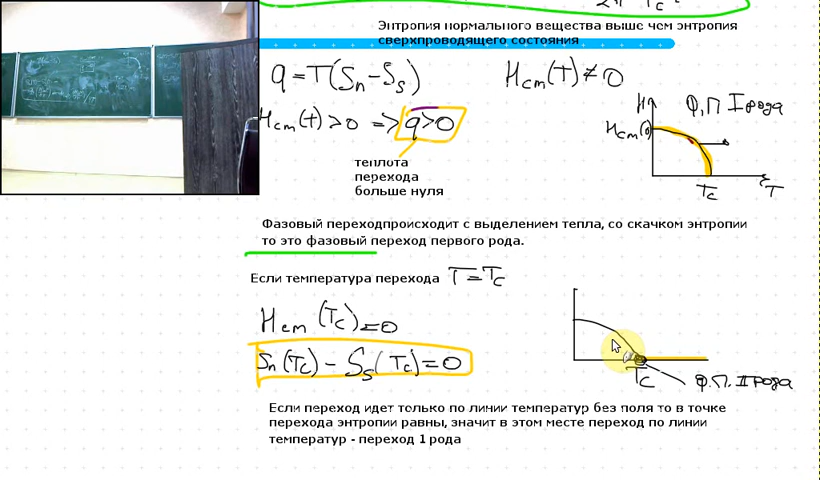 Энтропия нормального вещества выше чем энтропия
сверхпроводящего состояния
q = T(Sn - Ss)
Hcm(T) ≠ 0
Hcm(t) > 0 => q > 0
теплота
перехода
больше нуля
H
Ф,П I рода
Hcm(0)
Tc
T
Фазовый переходпроисходит с выделением тепла, со скачком энтропии
то это фазовый переход первого рода.
Если температура перехода T = Tc
Hcm(Tc) = 0
Sn(Tc) - Ss(Tc) = 0
Tc
Ф.П. II рода
Если переход идет только по линии температур без поля то в точке
перехода энтропии равны, значит в этом месте переход по линии
температур - переход 1 рода